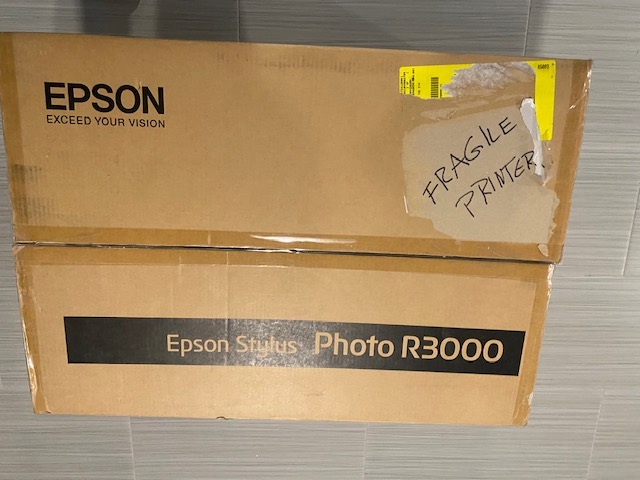 EPSON
EXCEED YOUR VISION
FRAGILE
PRINTER
Epson Stylus Photo R3000